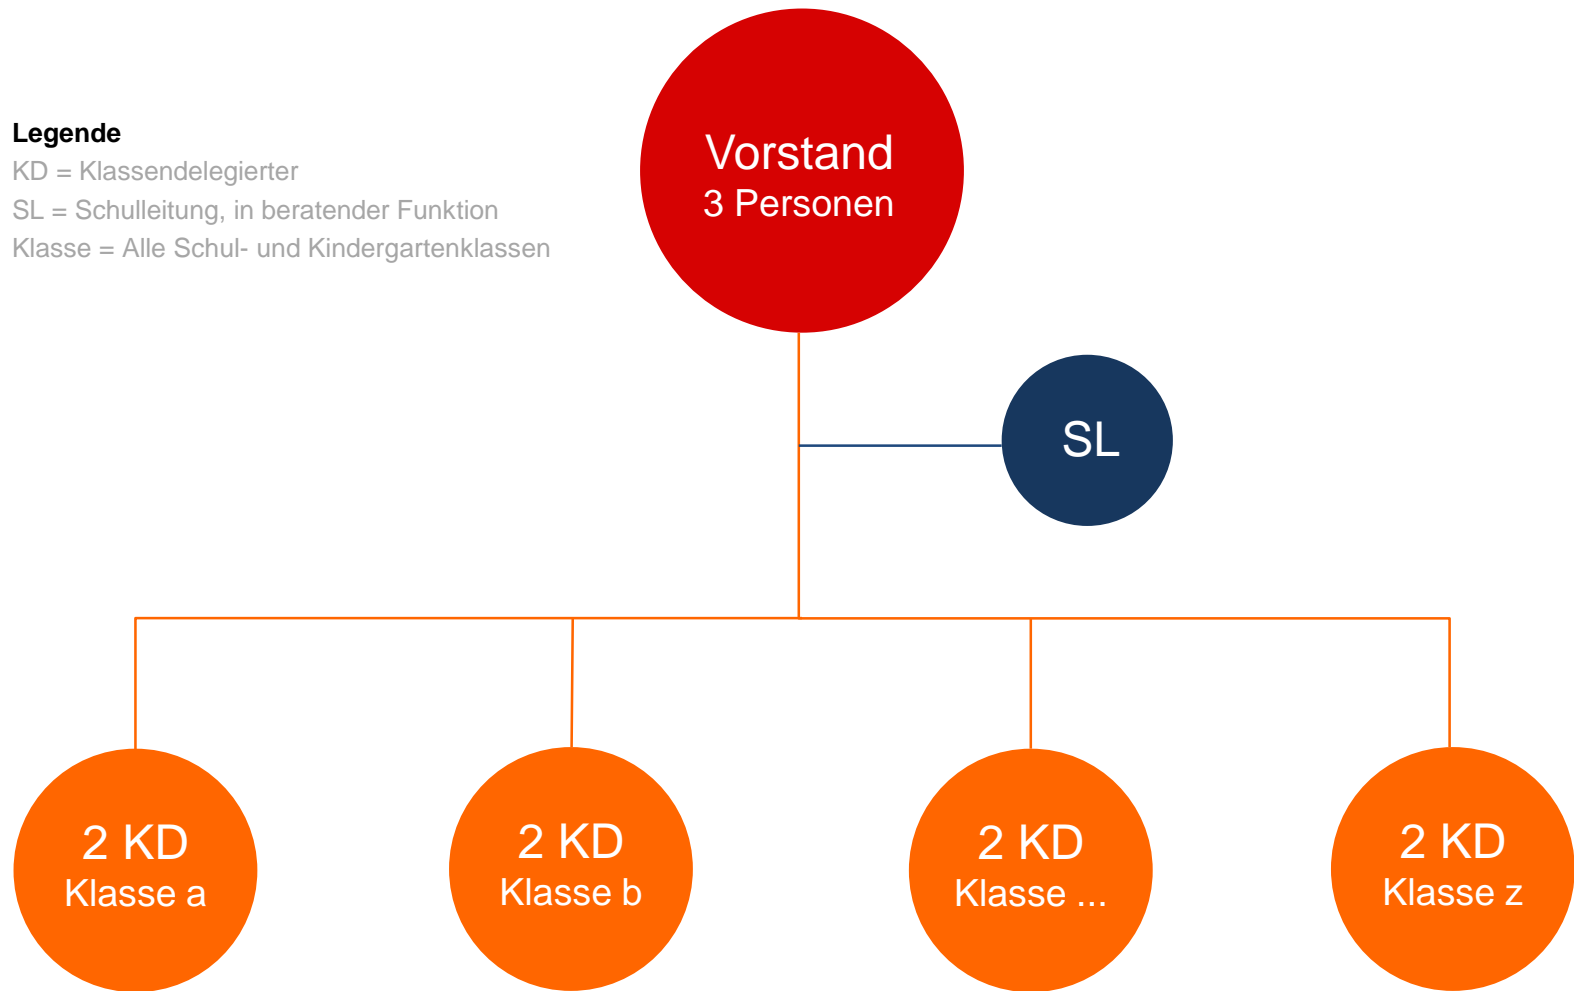 Legende
KD = Klassendelegierter
SL = Schulleitung, in beratender Funktion
Klasse = Alle Schul- und Kindergartenklassen
Vorstand
3 Personen
SL
2 KD
Klasse a
2 KD
Klasse b
2 KD
Klasse ...
2 KD
Klasse z